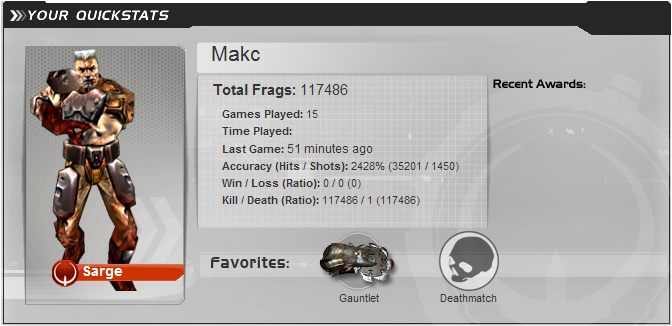 YOUR QUICKSTATS
Makc
Total Frags: 117486
Games Played: 15
Time Played:
Last Game: 51 minutes ago
Accuracy (Hits / Shots): 2428% (35201 / 1450)
Win / Loss (Ratio): 0 / 0 (0)
Kill / Death (Ratio): 117486 / 1 (117486)
Recent Awards:
Sarge
Favorites:
Gauntlet
Deathmatch